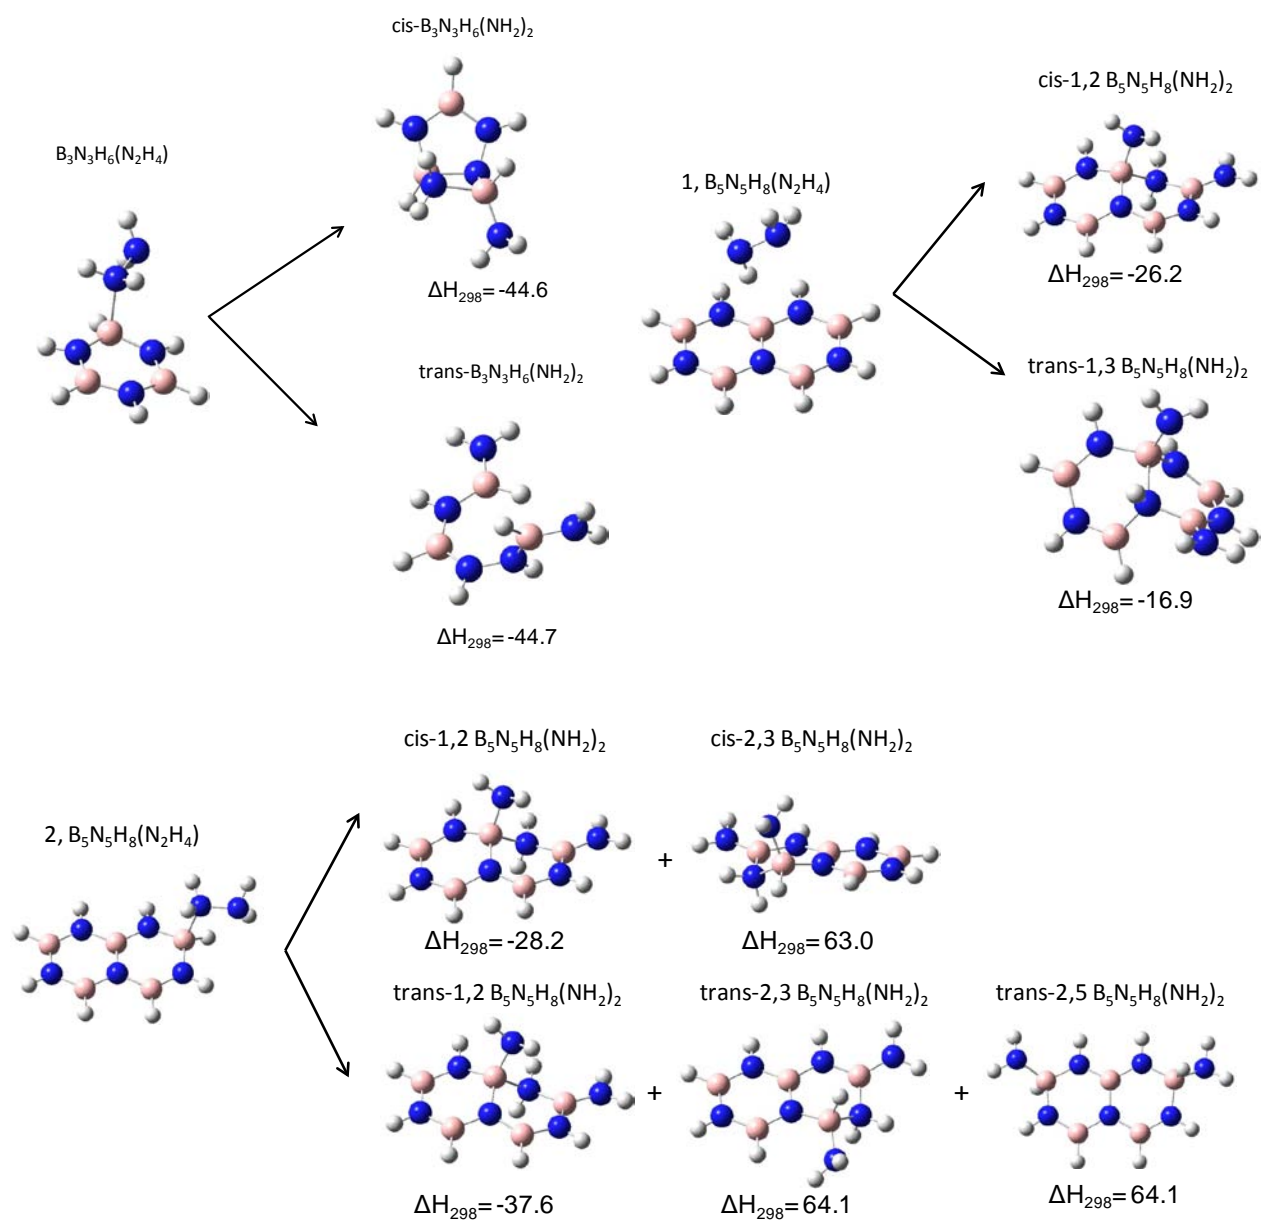 cis-B₃N₃H₆(NH₂)₂
B₃N₃H₆(N₂H₄)
ΔH₂₉₈= -44.6
trans-B₃N₃H₆(NH₂)₂
ΔH₂₉₈= -44.7
cis-1,2 B₅N₅H₈(NH₂)₂
1, B₅N₅H₈(N₂H₄)
ΔH₂₉₈= -26.2
trans-1,3 B₅N₅H₈(NH₂)₂
ΔH₂₉₈= -16.9
cis-1,2 B₅N₅H₈(NH₂)₂
cis-2,3 B₅N₅H₈(NH₂)₂
2, B₅N₅H₈(N₂H₄)
+
ΔH₂₉₈= -28.2
ΔH₂₉₈= 63.0
trans-1,2 B₅N₅H₈(NH₂)₂
trans-2,3 B₅N₅H₈(NH₂)₂
trans-2,5 B₅N₅H₈(NH₂)₂
+
+
ΔH₂₉₈= -37.6
ΔH₂₉₈= 64.1
ΔH₂₉₈= 64.1